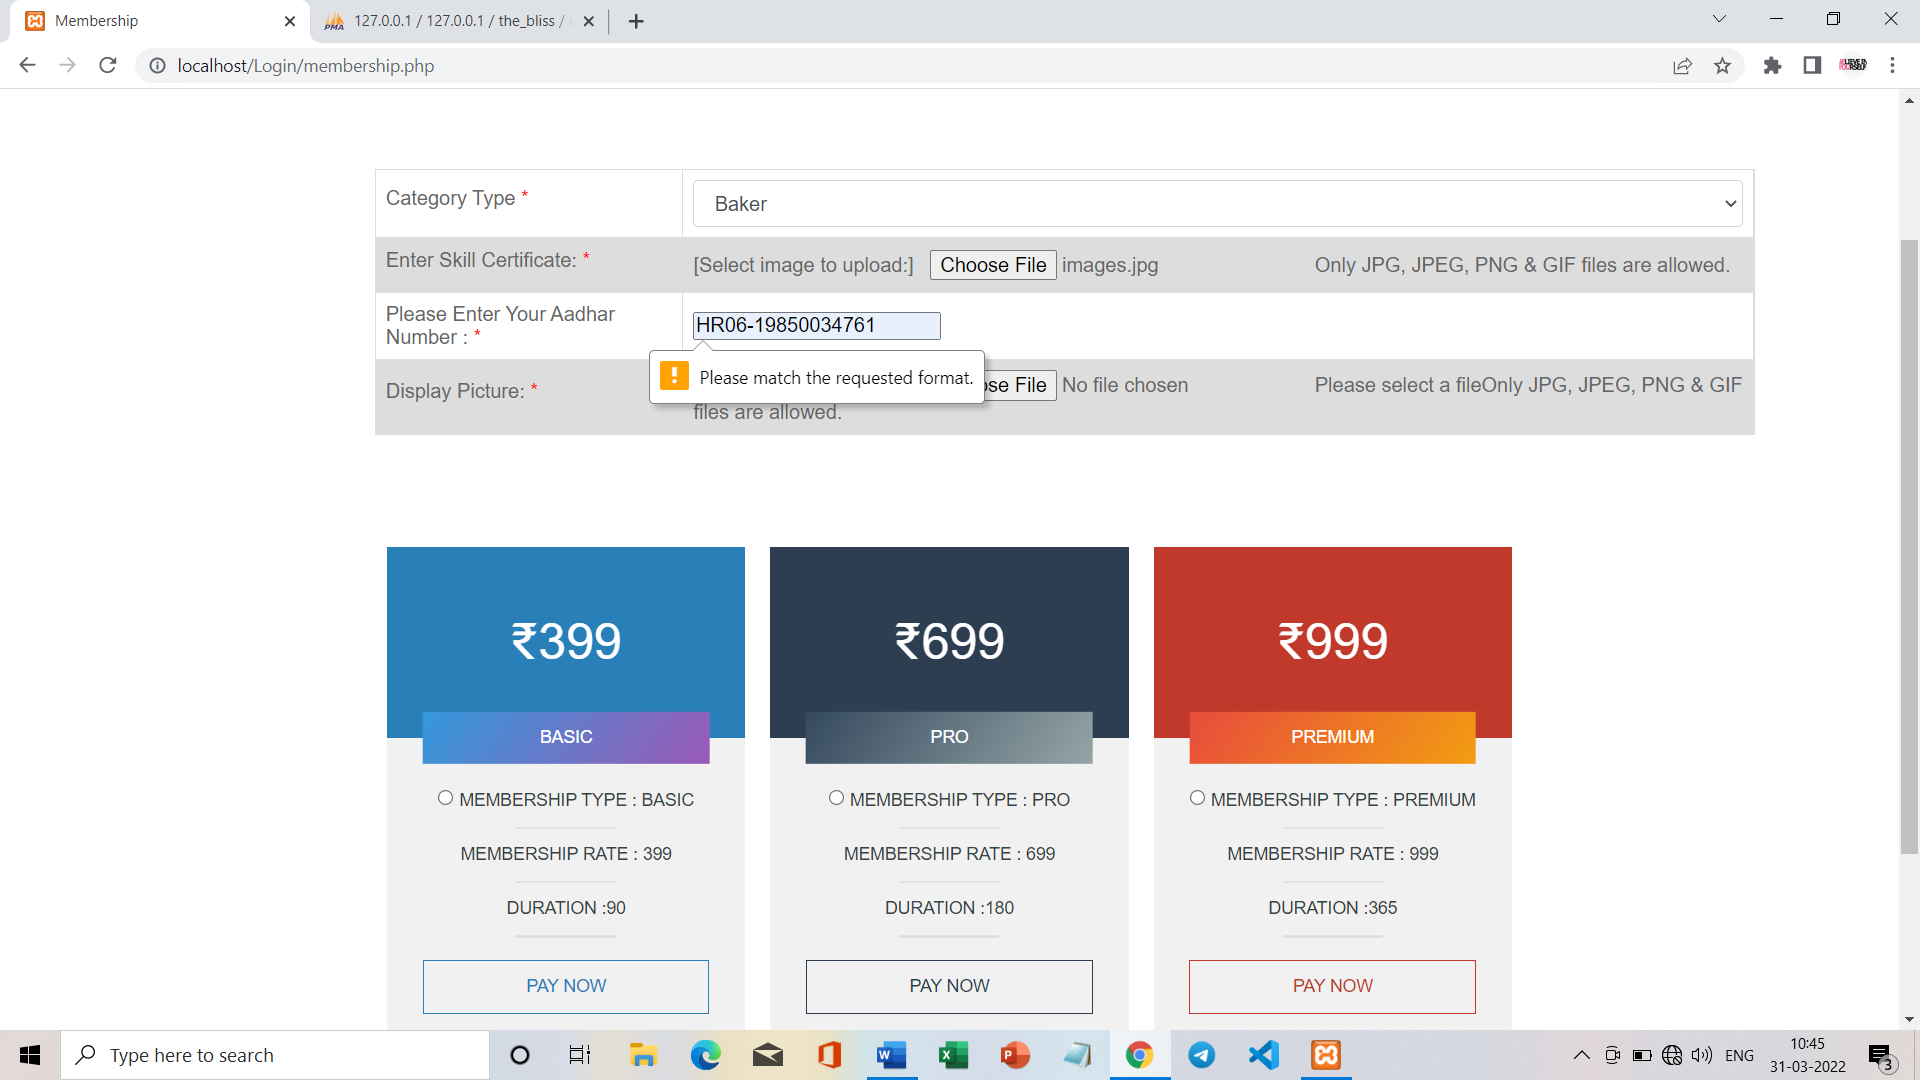 Membership
127.0.0.1 / 127.0.0.1 / the_bliss /
localhost/Login/membership.php
Category Type *
Baker
Enter Skill Certificate: *
[Select image to upload:] Choose File images.jpg Only JPG, JPEG, PNG & GIF files are allowed.
Please Enter Your Aadhar
Number : *
HR06-19850034761
Please match the requested format.
Display Picture: *
ose File No file chosen Please select a fileOnly JPG, JPEG, PNG & GIF
files are allowed.
₹399
BASIC
MEMBERSHIP TYPE : BASIC
MEMBERSHIP RATE : 399
DURATION :90
PAY NOW
₹699
PRO
MEMBERSHIP TYPE : PRO
MEMBERSHIP RATE : 699
DURATION :180
PAY NOW
₹999
PREMIUM
MEMBERSHIP TYPE : PREMIUM
MEMBERSHIP RATE : 999
DURATION :365
PAY NOW
Type here to search
ENG
10:45
31-03-2022
3